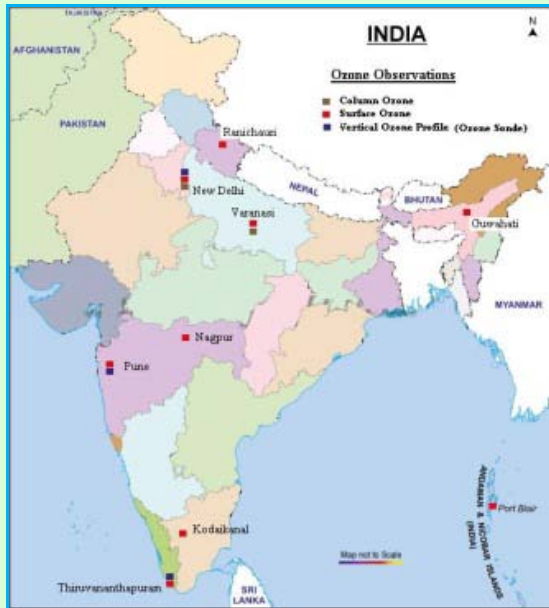 TAJIKISTAN
AFGHANISTAN
INDIA
N
Ozone Observations
Column Ozone
Surface Ozone
Vertical Ozone Profile (Ozone Sonde)
PAKISTAN
Ranichauri
New Delhi
NEPAL
BHUTAN
Varanasi
Guwahati
MYANMAR
Nagpur
Pune
Kodaikanal
Thiruvananthapuram
Map not to Scale
SRI
LANKA
ANDAMAN & NICOBAR ISLANDS
(INDIA)
Port Blair